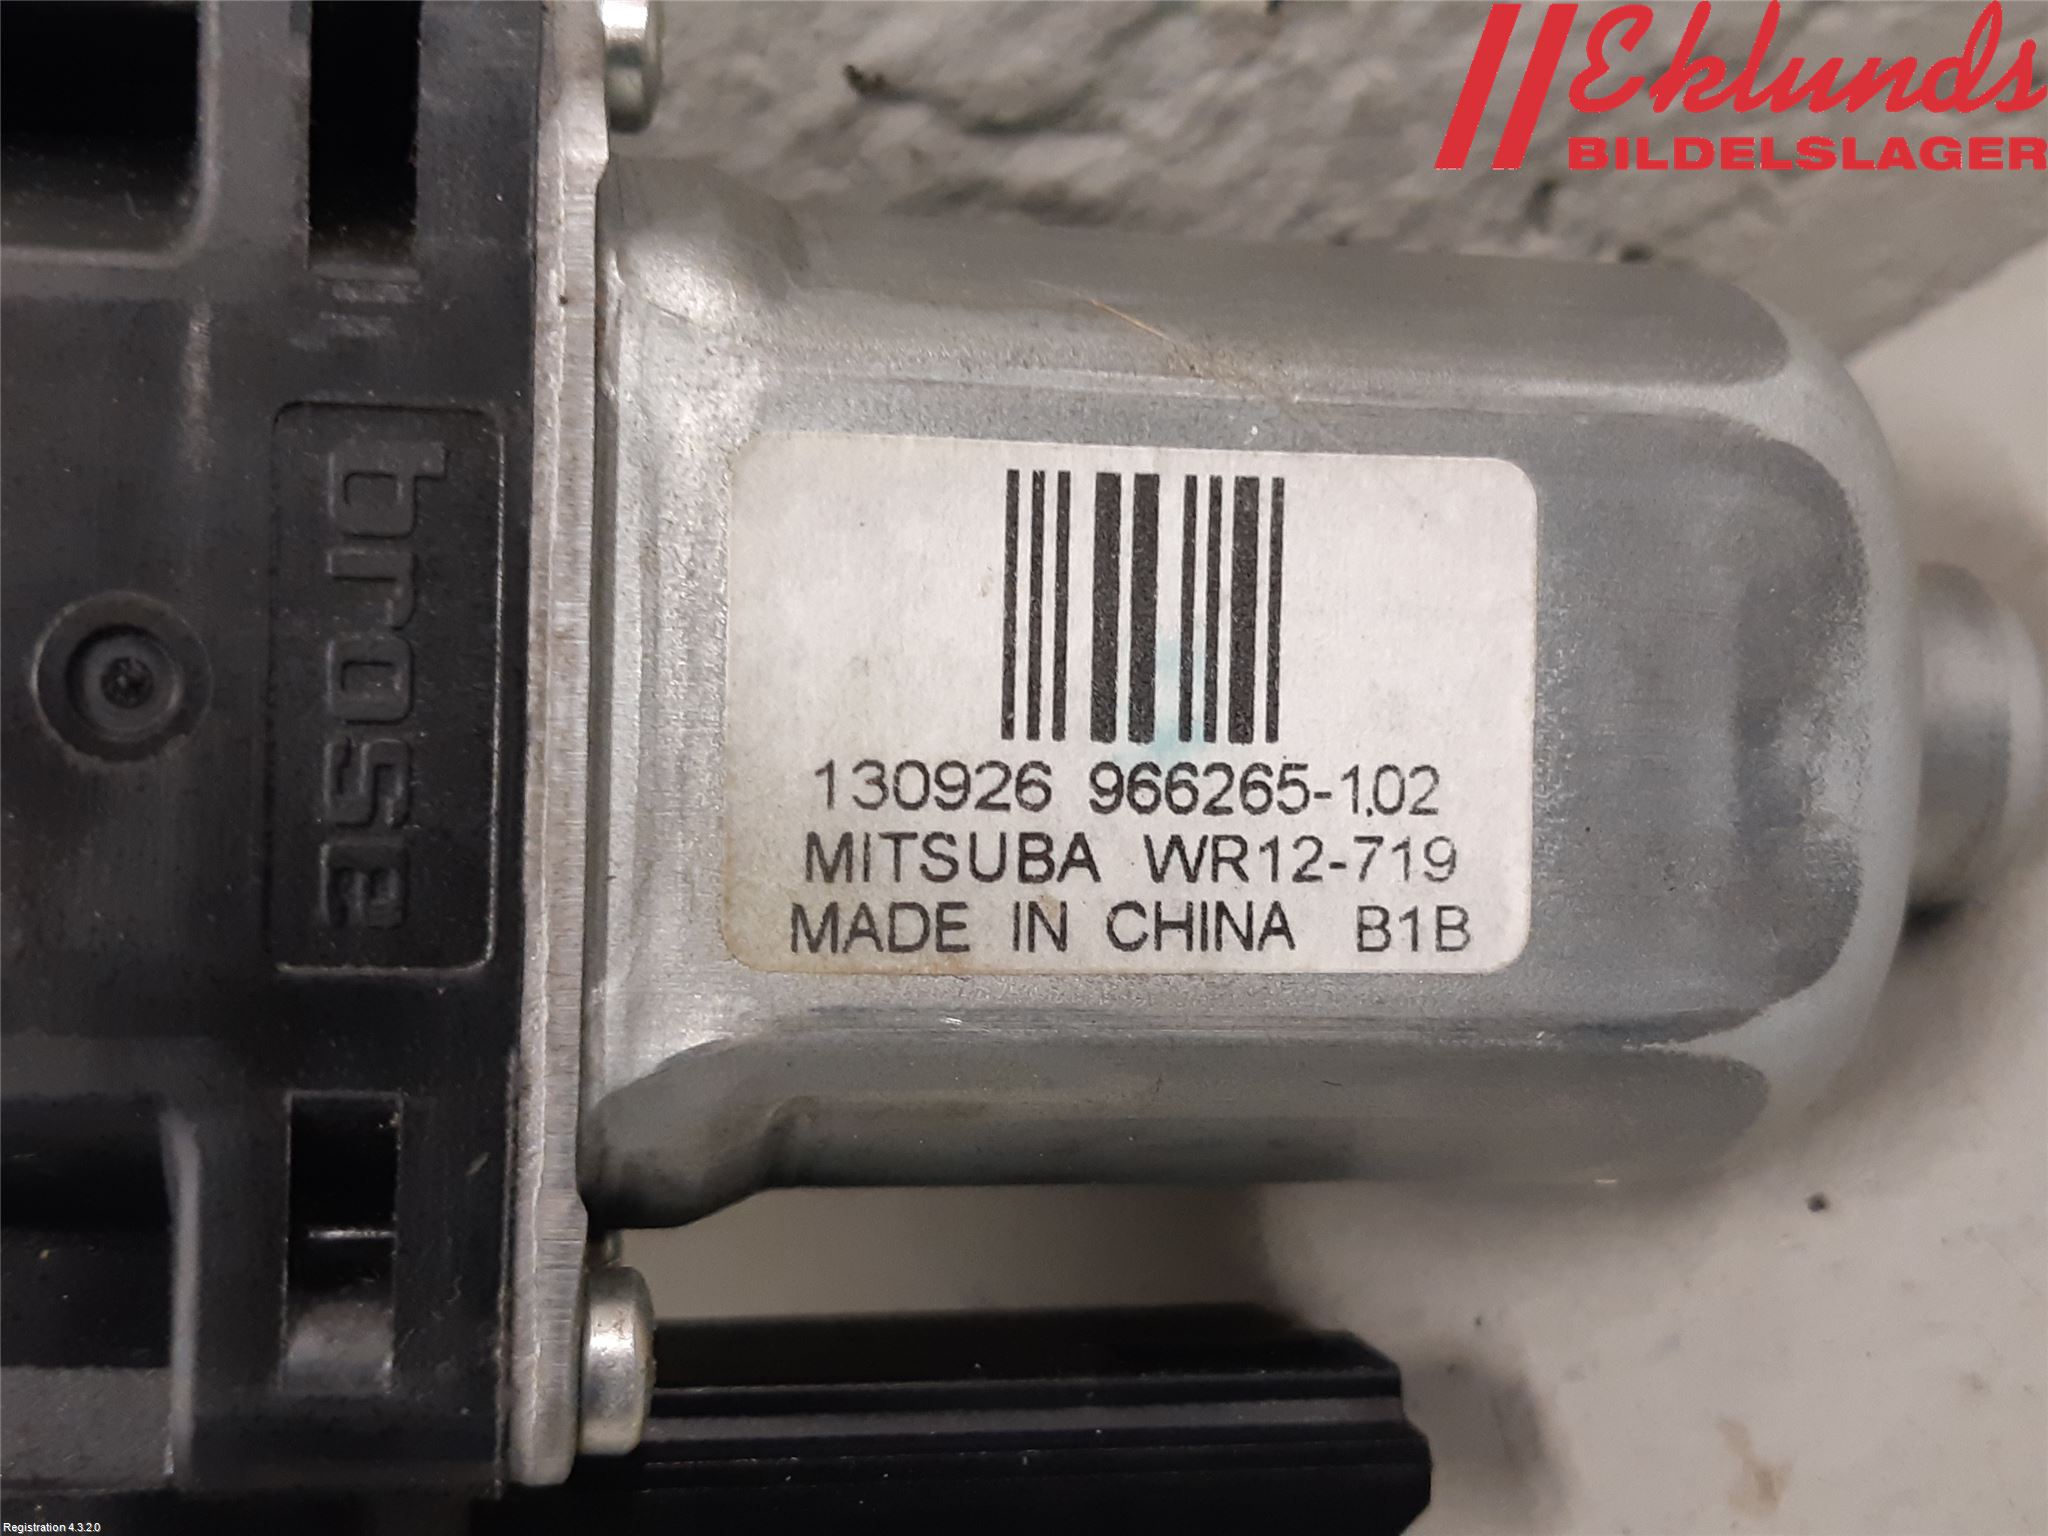 Eklunds
BILDELSLAGER
brose
130926 966265-1.02
MITSUBA WR12-719
MADE IN CHINA B1B
Registration 4.3.2.0